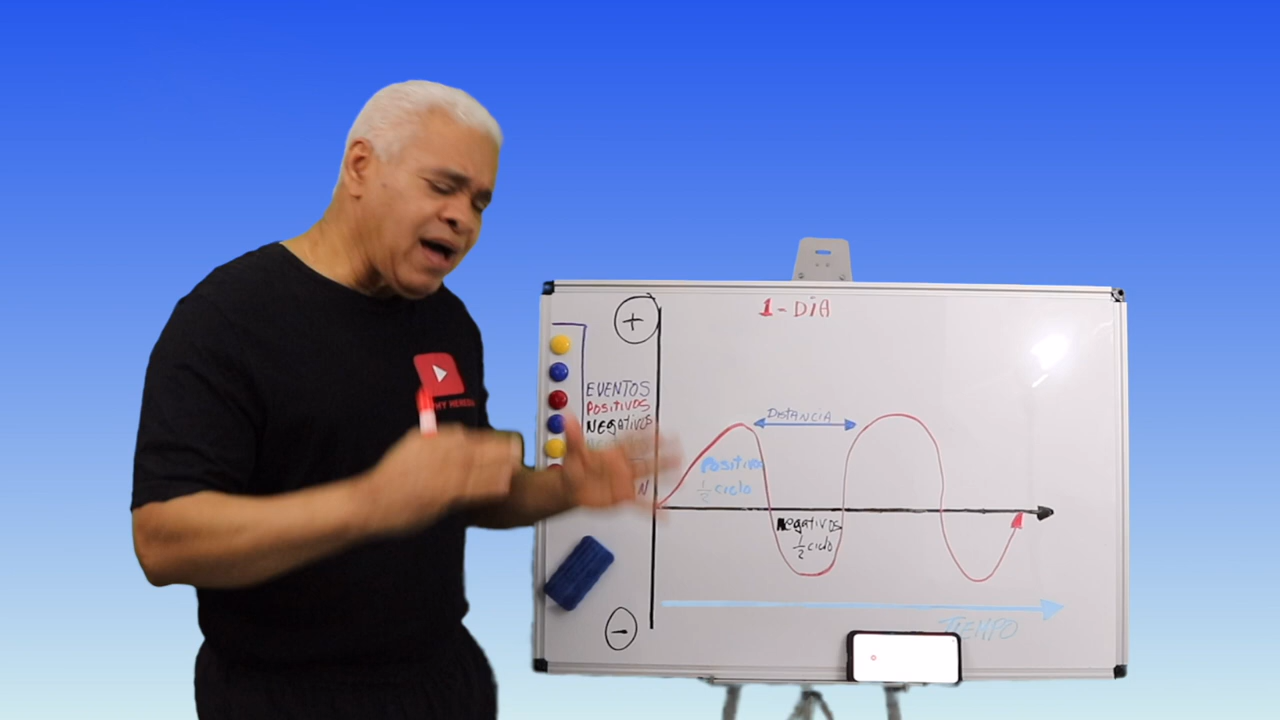 1-DIA
+
EVENTOS
POSITIVOS
NEGATIVOS
DISTANCIA
Positivo
1/2 ciclo
Negativos
1/2 ciclo
-
TIEMPO